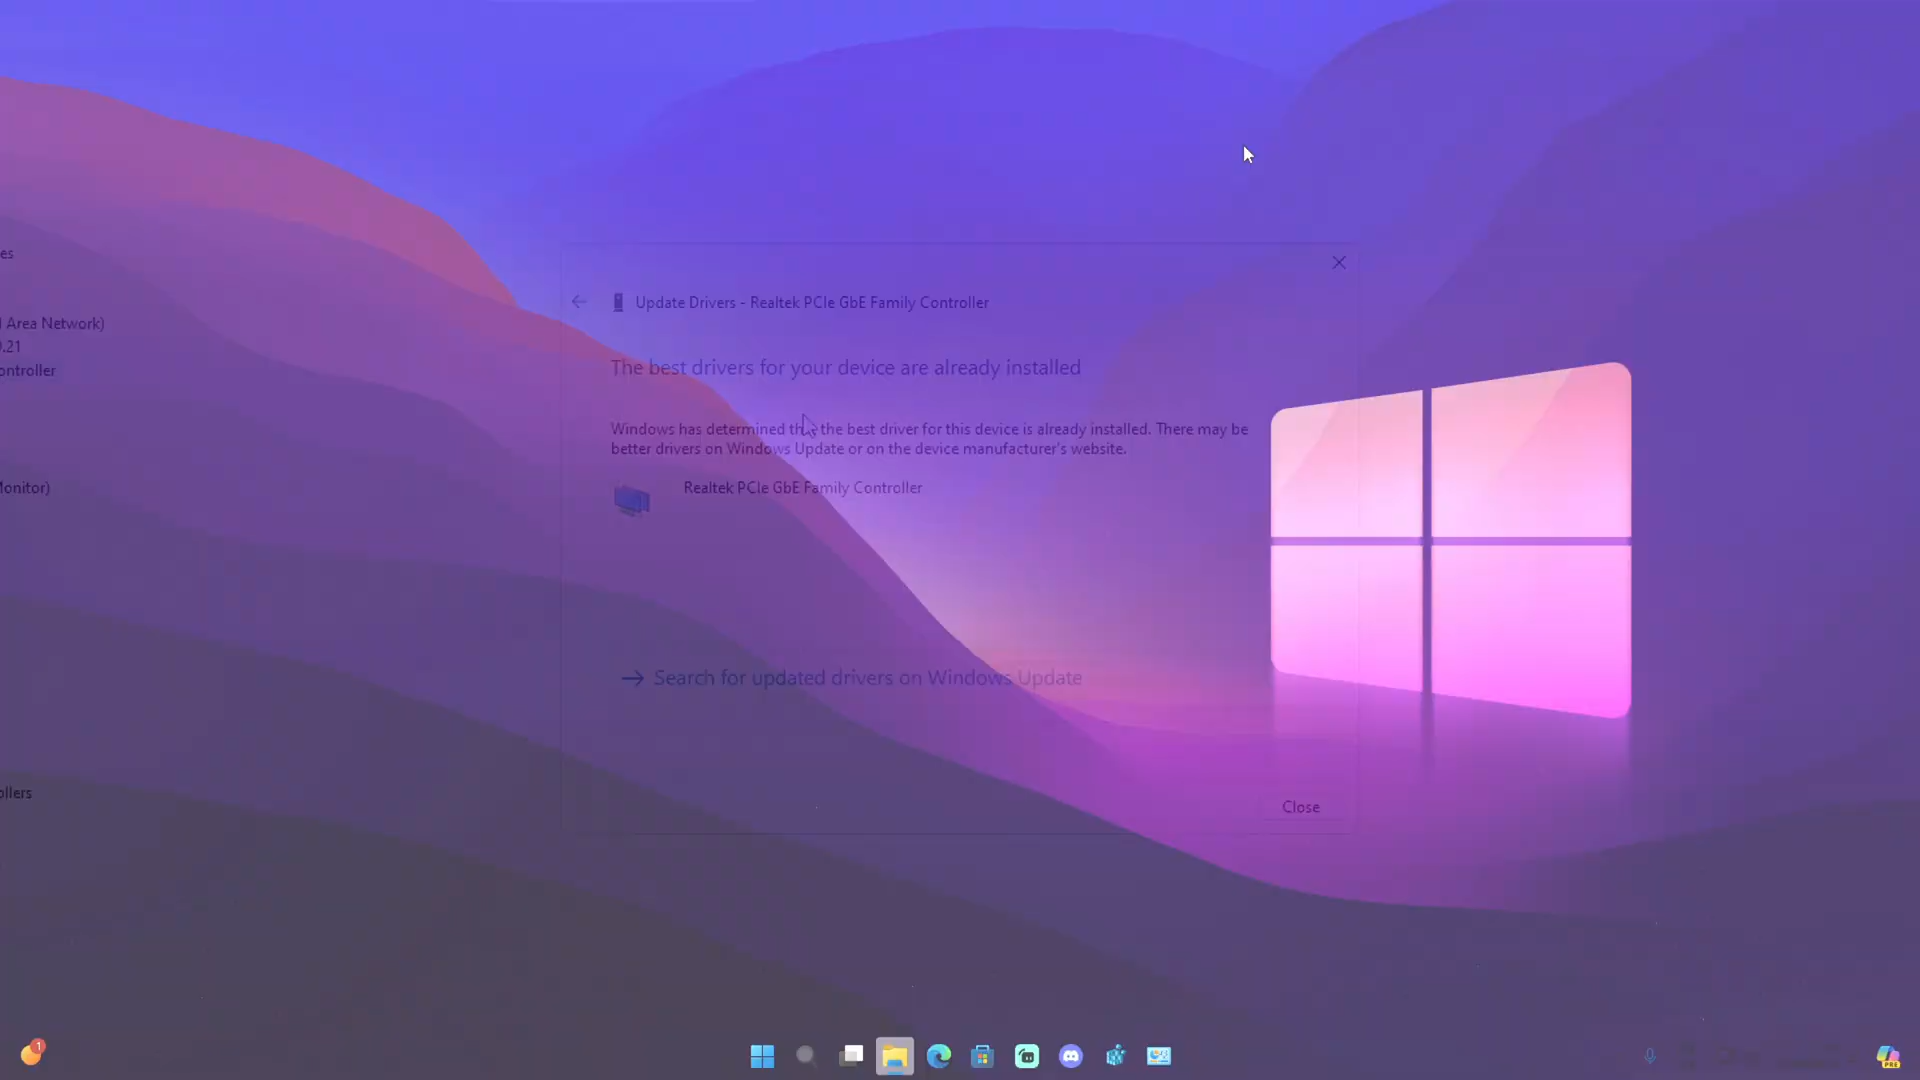 es
Update Drivers - Realtek PCIe GbE Family Controller
l Area Network)
0.21
ontroller
The best drivers for your device are already installed
Windows has determined that the best driver for this device is already installed. There may be
better drivers on Windows Update or on the device manufacturer's website.
Monitor)
Realtek PCIe GbE Family Controller
Search for updated drivers on Windows Update
ollers
Close
1
PRE